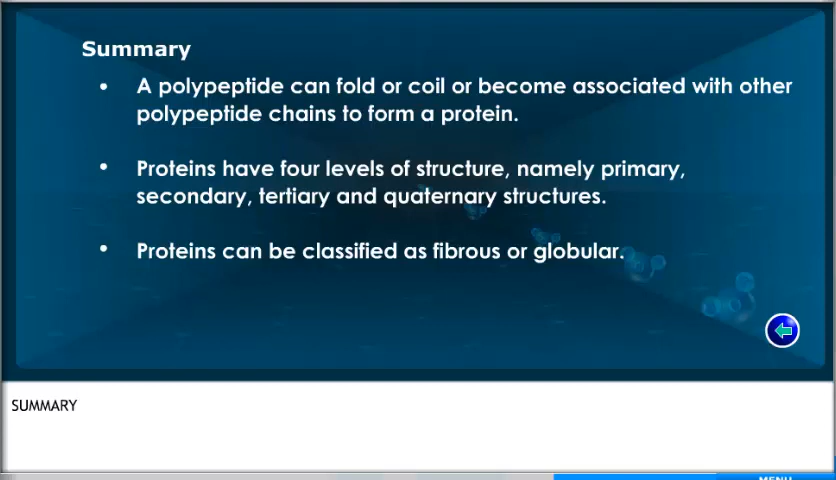 Summary
• A polypeptide can fold or coil or become associated with other
polypeptide chains to form a protein.
• Proteins have four levels of structure, namely primary,
secondary, tertiary and quaternary structures.
• Proteins can be classified as fibrous or globular.
SUMMARY
MENU